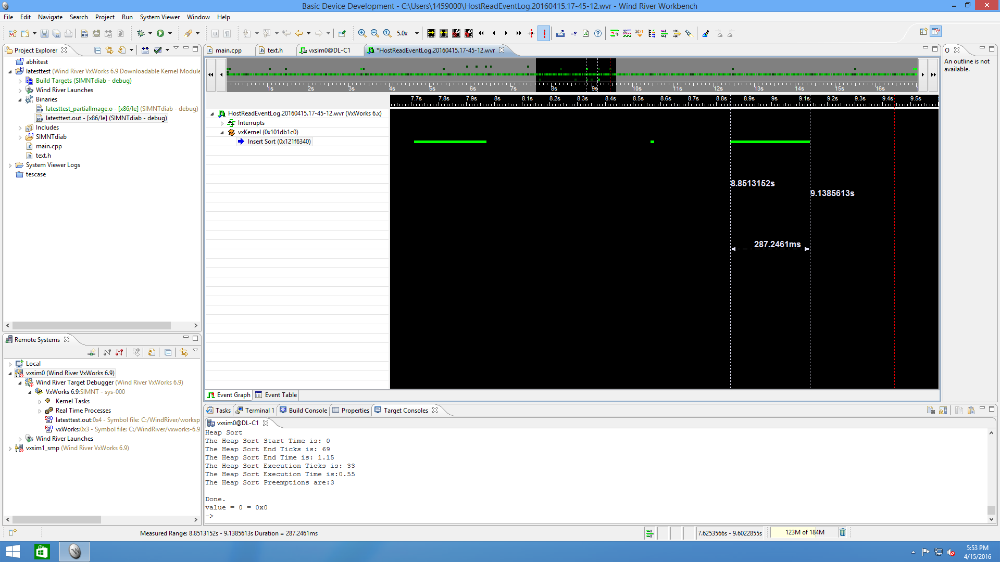 Basic Device Development - C:\Users\1459000\HostReadEventLog.20160415.17-45-12.wvr - Wind River Workbench
File Edit Navigate Search Project Run System Viewer Window Help
5.0x
Project Explorer
abhitest
latesttest (Wind River VxWorks 6.9 Downloadable Kernel Module
Build Targets (SIMNTdiab - debug)
Wind River Launches
Binaries
latesttest_partialImage.o - [x86/le] (SIMNTdiab - debug)
latesttest.out - [x86/le] (SIMNTdiab - debug)
Includes
SIMNTdiab
main.cpp
text.h
System Viewer Logs
tescase
main.cpp text.h vxsim0@DL-C1 *HostReadEventLog.20160415.17-45-12.wvr
1s 2s 3s 4s 5s 6s 7s 8s 9s 10s 11s 12s 13s 14s 15s 16s
7.7s 7.8s 7.9s 8s 8.1s 8.2s 8.3s 8.4s 8.5s 8.6s 8.7s 8.8s 8.9s 9s 9.1s 9.2s 9.3s 9.4s 9.5s
HostReadEventLog.20160415.17-45-12.wvr (VxWorks 6.x)
Interrupts
vxKernel (0x101db1c0)
Insert Sort (0x121f6340)
8.8513152s
9.1385613s
287.2461ms
Event Graph Event Table
O
An outline is not
available.
Remote Systems
Local
vxsim0 (Wind River VxWorks 6.9)
Wind River Target Debugger (Wind River VxWorks 6.9)
VxWorks 6.9:SIMNT - sys-000
Kernel Tasks
Real Time Processes
latesttest.out:0x4 - Symbol file: C:/WindRiver/worksp
vxWorks:0x3 - Symbol file: C:/WindRiver/vxworks-6.9
Wind River Launches
vxsim1_smp (Wind River VxWorks 6.9)
Tasks Terminal 1 Build Console Properties Target Consoles
vxsim0@DL-C1
Heap Sort
The Heap Sort Start Time is: 0
The Heap Sort End Ticks is: 69
The Heap Sort End Time is: 1.15
The Heap Sort Execution Ticks is: 33
The Heap Sort Execution Time is:0.55
The Heap Sort Preemptions are:3
Done.
value = 0 = 0x0
->
Measured Range: 8.8513152s - 9.1385613s Duration = 287.2461ms
7.6253566s - 9.6022855s
123M of 184M
5:53 PM
4/15/2016